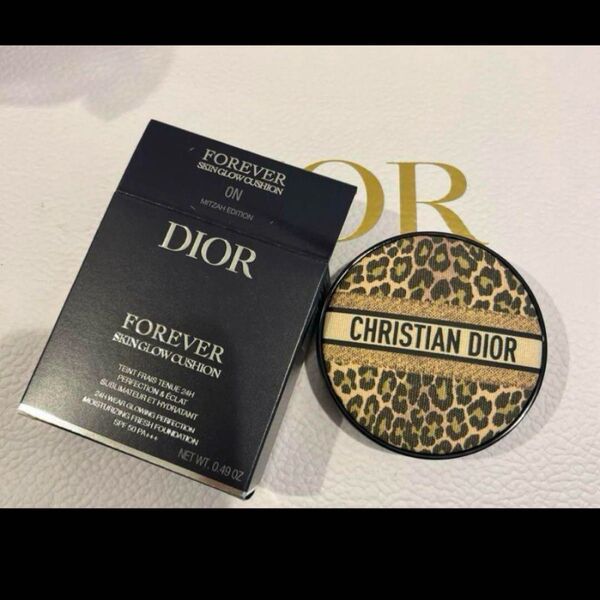 FOREVER
SKIN GLOW CUSHION
0N
MITZAH EDITION
DIOR
FOREVER
SKIN GLOW CUSHION
TEINT FRAIS TENUE 24H
PERFECTION & ÉCLAT
SUBLIMATEUR ET HYDRATANT
24H WEAR GLOWING PERFECTION
MOISTURIZING FRESH FOUNDATION
SPF 50 PA+++
NET WT. 0.49 OZ
OR
CHRISTIAN DIOR